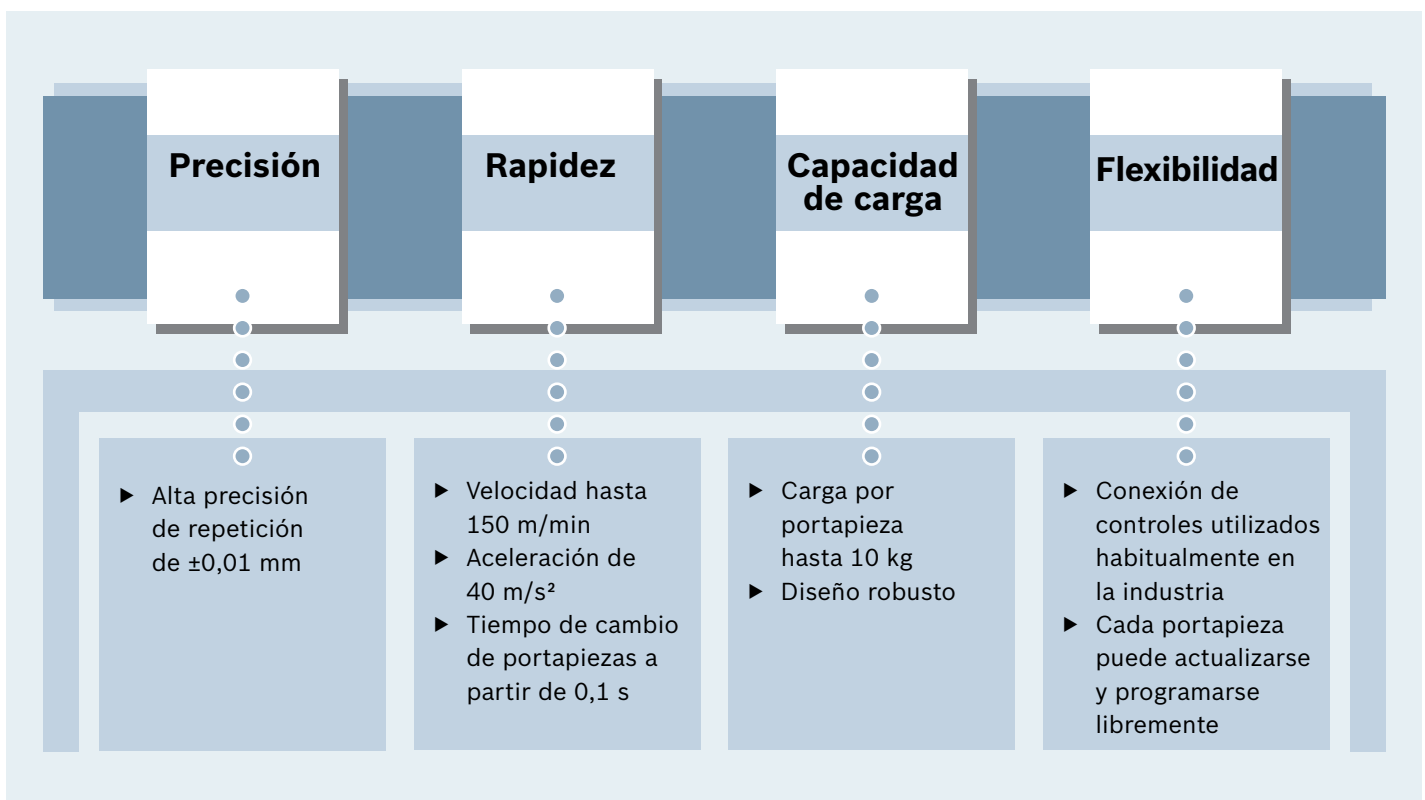 Precisión
Rapidez
Capacidad
de carga
Flexibilidad
▶ Alta precisión
de repetición
de ±0,01 mm
▶ Velocidad hasta
150 m/min
▶ Aceleración de
40 m/s²
▶ Tiempo de cambio
de portapiezas a
partir de 0,1 s
▶ Carga por
portapieza
hasta 10 kg
▶ Diseño robusto
▶ Conexión de
controles utilizados
habitualmente en
la industria
▶ Cada portapieza
puede actualizarse
y programarse
libremente